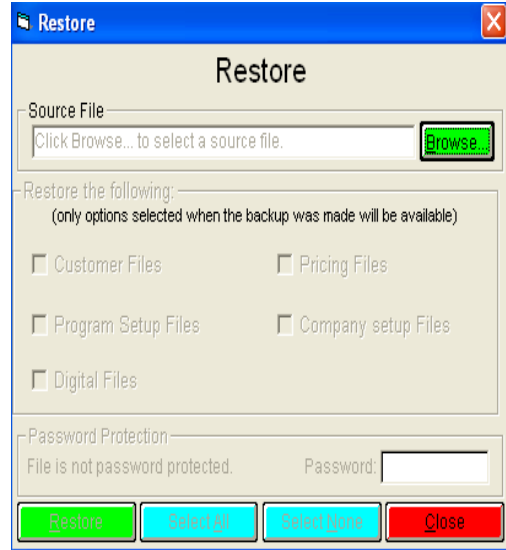 Restore
Restore
Source File
Click Browse... to select a source file.
Browse...
Restore the following:
(only options selected when the backup was made will be available)
Customer Files
Pricing Files
Program Setup Files
Company setup Files
Digital Files
Password Protection
File is not password protected.
Password:
Restore
Select All
Select None
Close